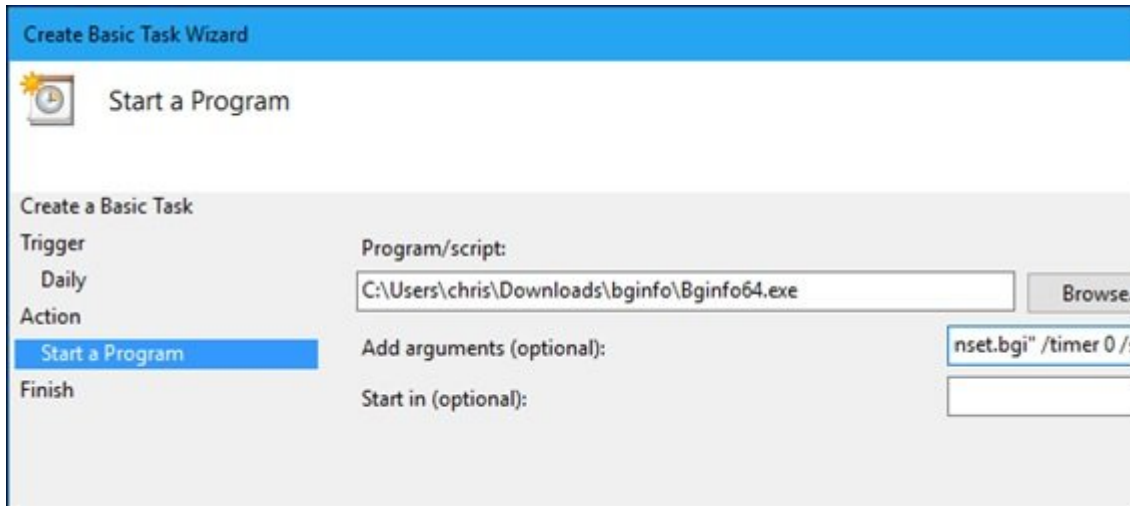 Create Basic Task Wizard
Start a Program
Create a Basic Task
Trigger
Daily
Action
Start a Program
Finish
Program/script:
C:\Users\chris\Downloads\bginfo\Bginfo64.exe
Browse
Add arguments (optional):
nset.bgi" /timer 0 /
Start in (optional):